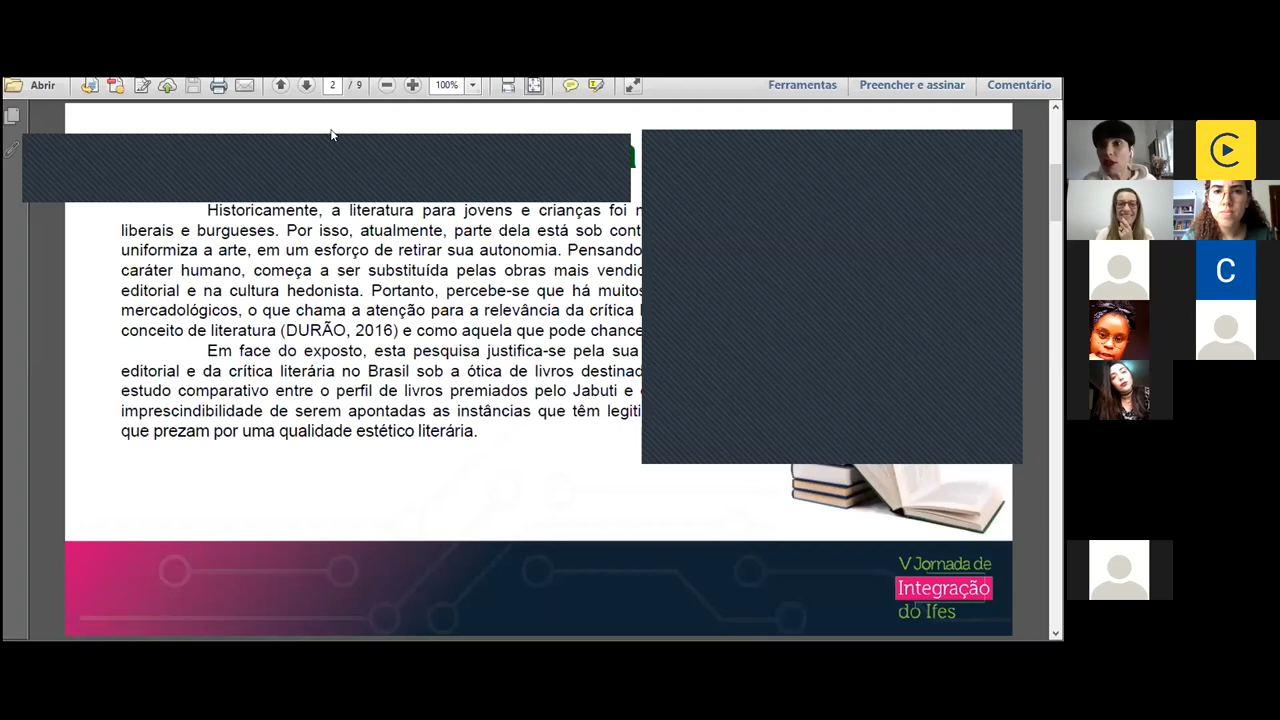 Abrir
2 / 9
100%
Ferramentas
Preencher e assinar
Comentário
Historicamente, a literatura para jovens e crianças foi
liberais e burgueses. Por isso, atualmente, parte dela está sob
uniformiza a arte, em um esforço de retirar sua autonomia. Pensando
caráter humano, começa a ser substituída pelas obras mais
editorial e na cultura hedonista. Portanto, percebe-se que há
mercadológicos, o que chama a atenção para a relevância da crítica
conceito de literatura (DURÃO, 2016) e como aquela que pode
Em face do exposto, esta pesquisa justifica-se pela sua
editorial e da crítica literária no Brasil sob a ótica de livros
estudo comparativo entre o perfil de livros premiados pelo Jabuti e
imprescindibilidade de serem apontadas as instâncias que têm
que prezam por uma qualidade estético literária.
V Jornada de
Integração
do Ifes
C